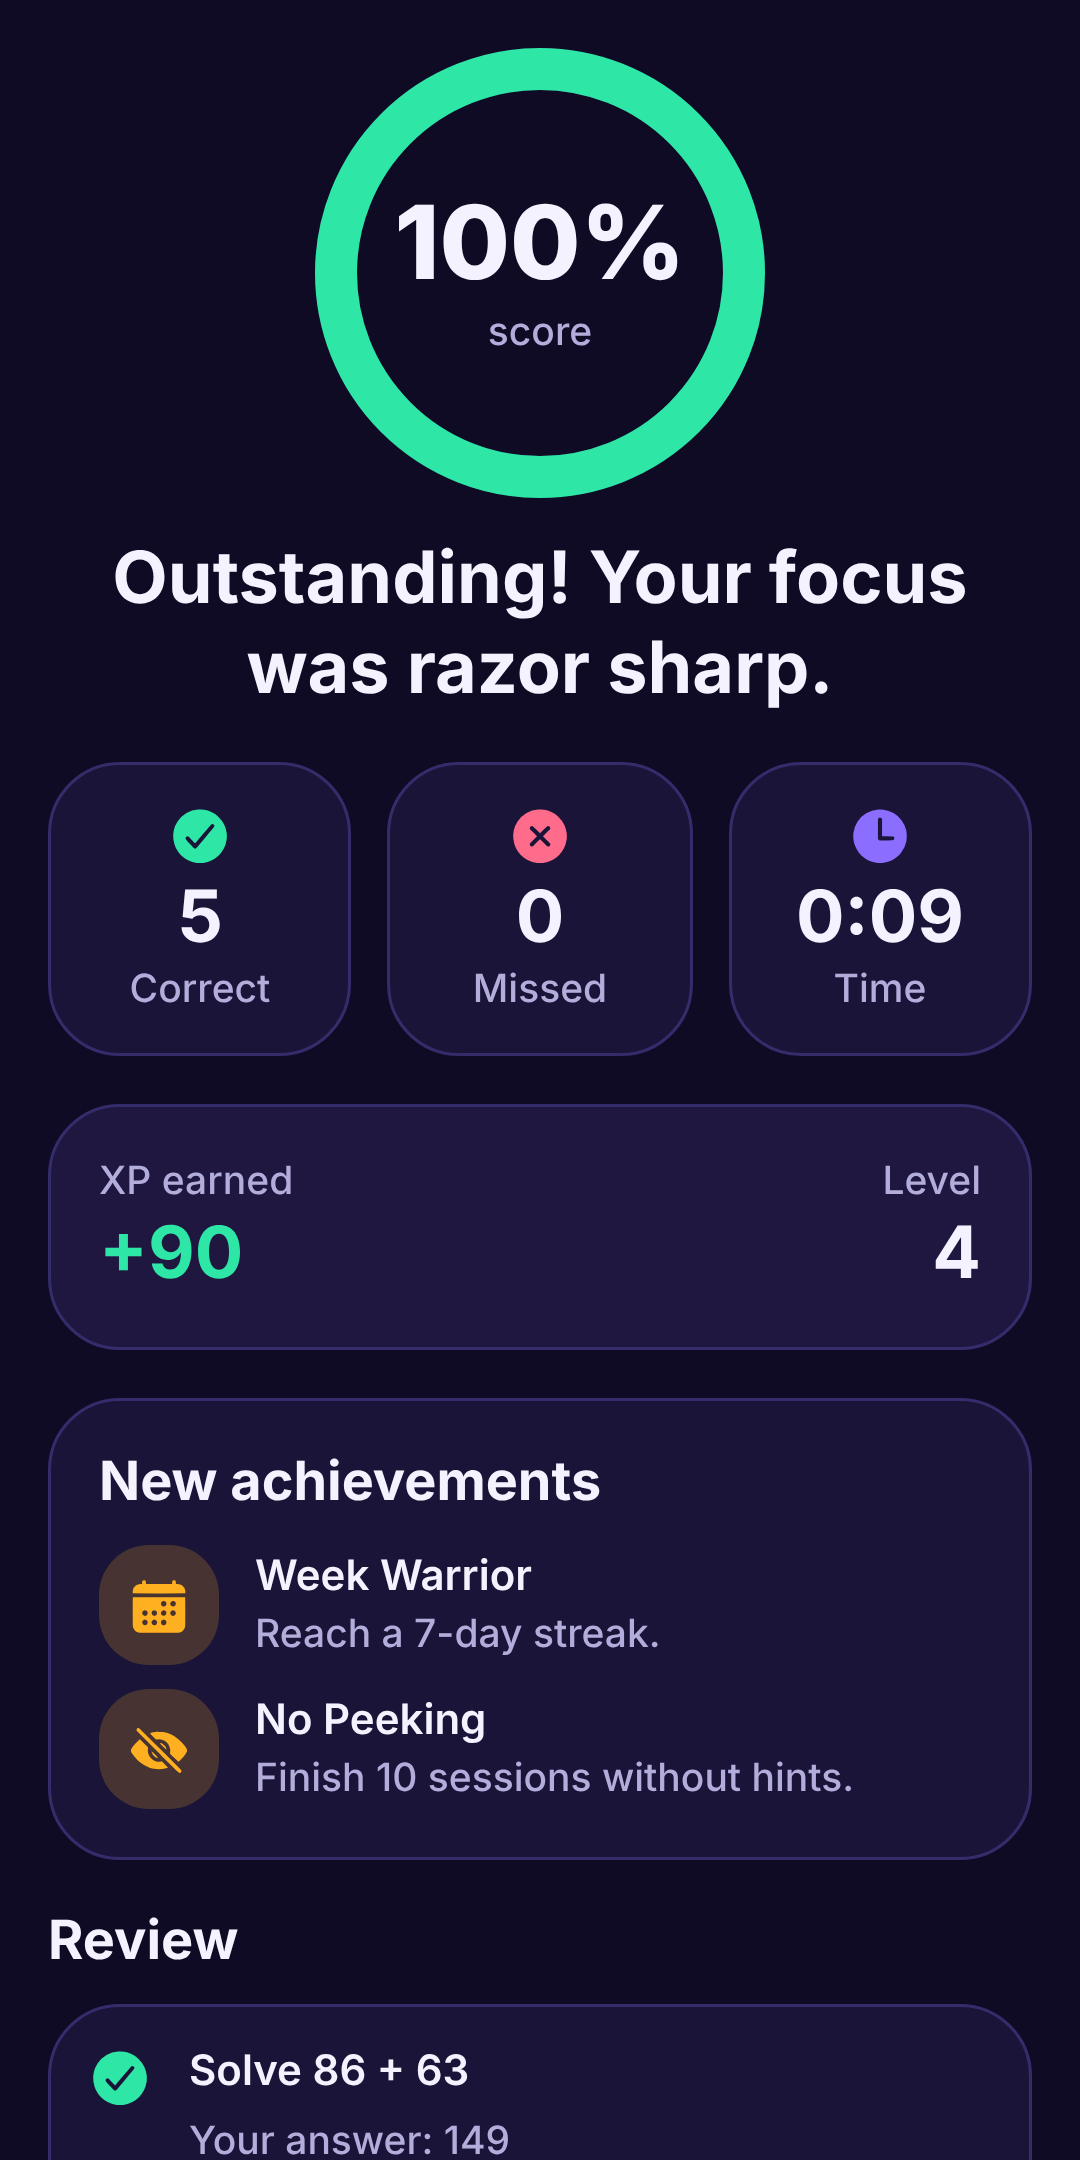 100%
score
Outstanding! Your focus
was razor sharp.
5
Correct
0
Missed
0:09
Time
XP earned
+90
Level
4
New achievements
Week Warrior
Reach a 7-day streak.
No Peeking
Finish 10 sessions without hints.
Review
Solve 86 + 63
Your answer: 149